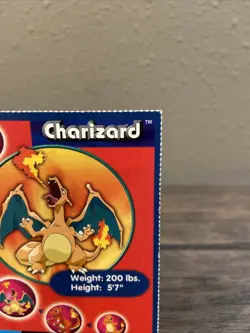 Charizard™
Weight: 200 lbs.
Height: 5'7"